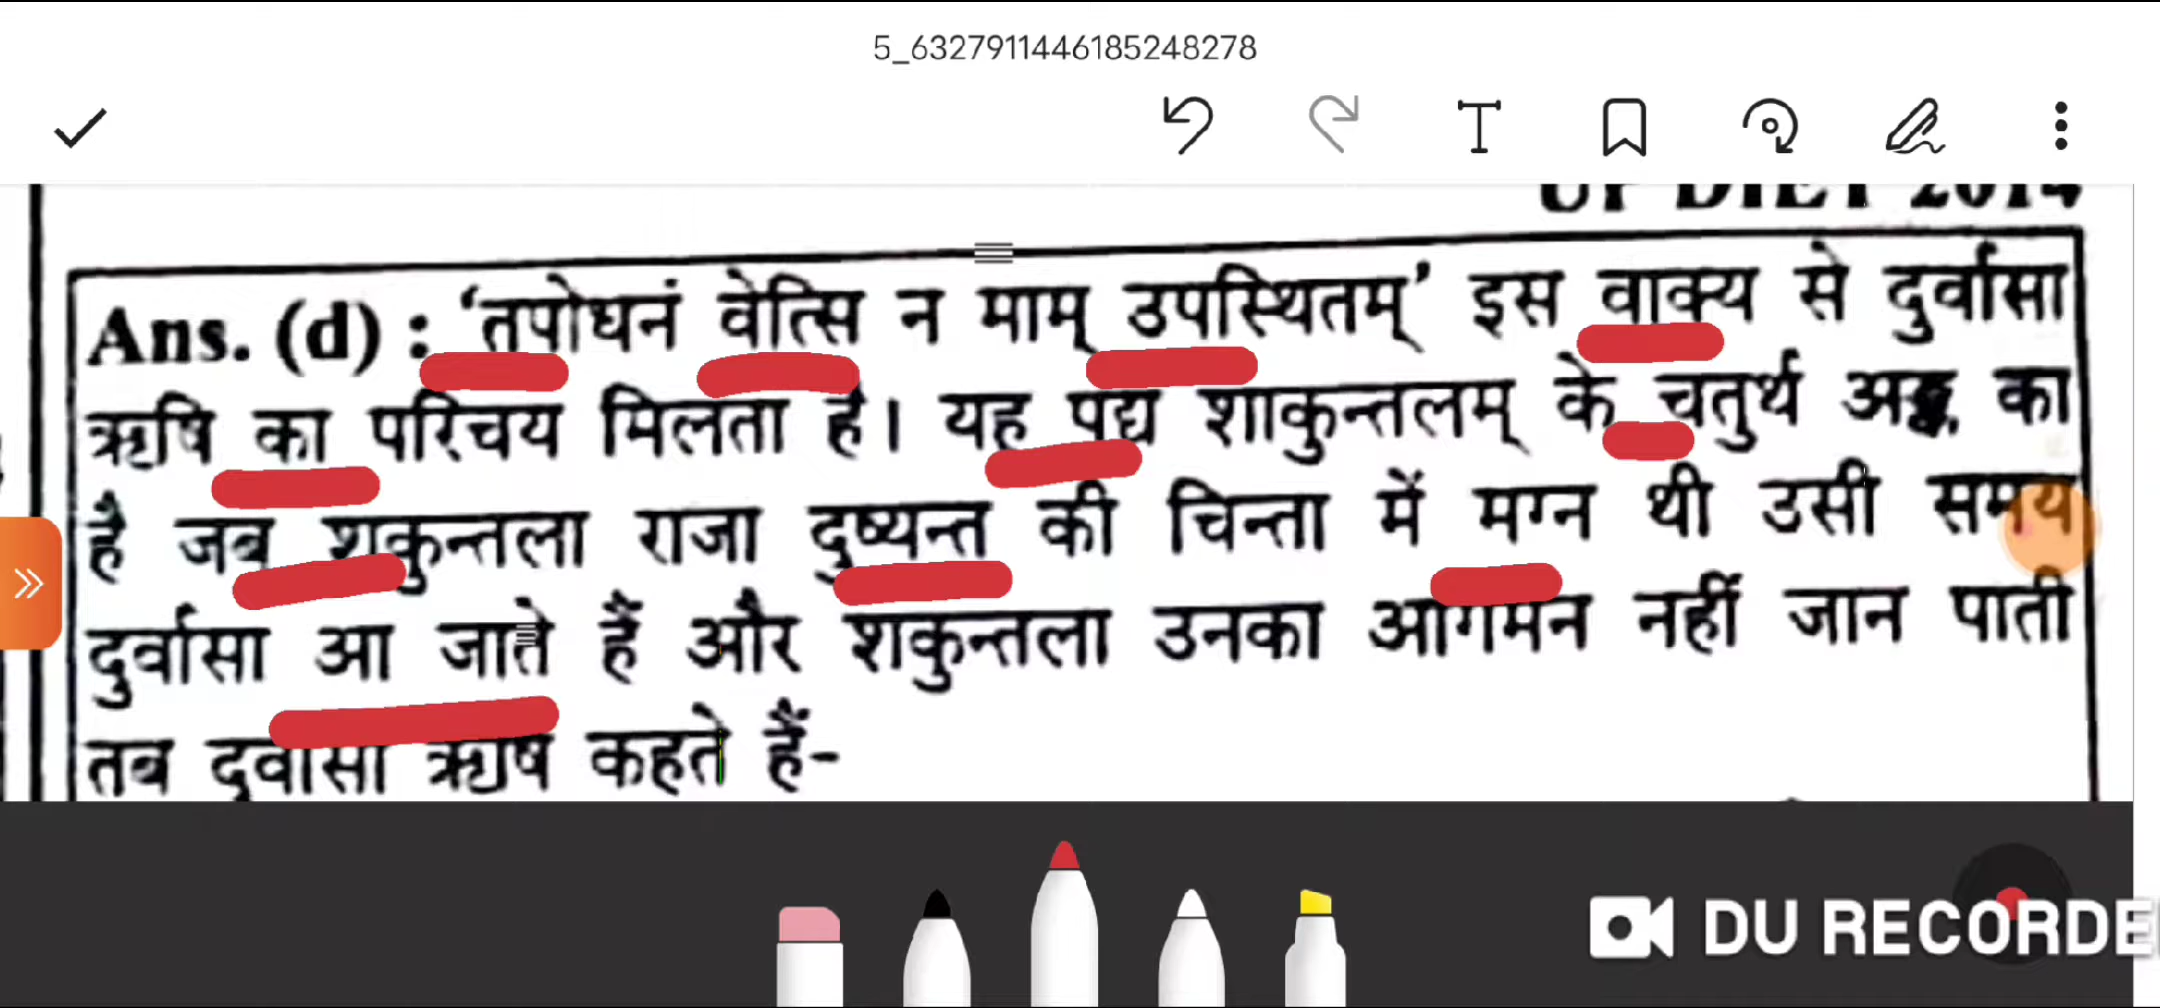 5_6327911446185248278
UP DIET 2014
Ans. (d) : ‘तपोधनं वेत्सि न माम् उपस्थितम्’ इस वाक्य से दुर्वासा
ऋषि का परिचय मिलता है। यह पद्य शाकुन्तलम् के चतुर्थ अङ्क का
है जब शकुन्तला राजा दुष्यन्त की चिन्ता में मग्न थी उसी समय
दुर्वासा आ जाते हैं और शकुन्तला उनका आगमन नहीं जान पाती
तब दुर्वासा ऋषि कहते हैं-
DU RECORDE